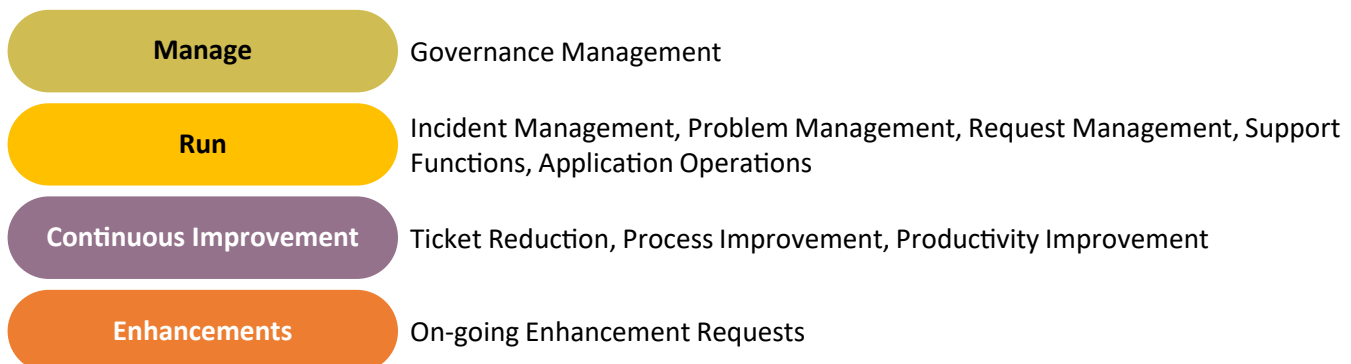 Manage
Governance Management
Run
Incident Management, Problem Management, Request Management, Support
Functions, Application Operations
Continuous Improvement
Ticket Reduction, Process Improvement, Productivity Improvement
Enhancements
On-going Enhancement Requests